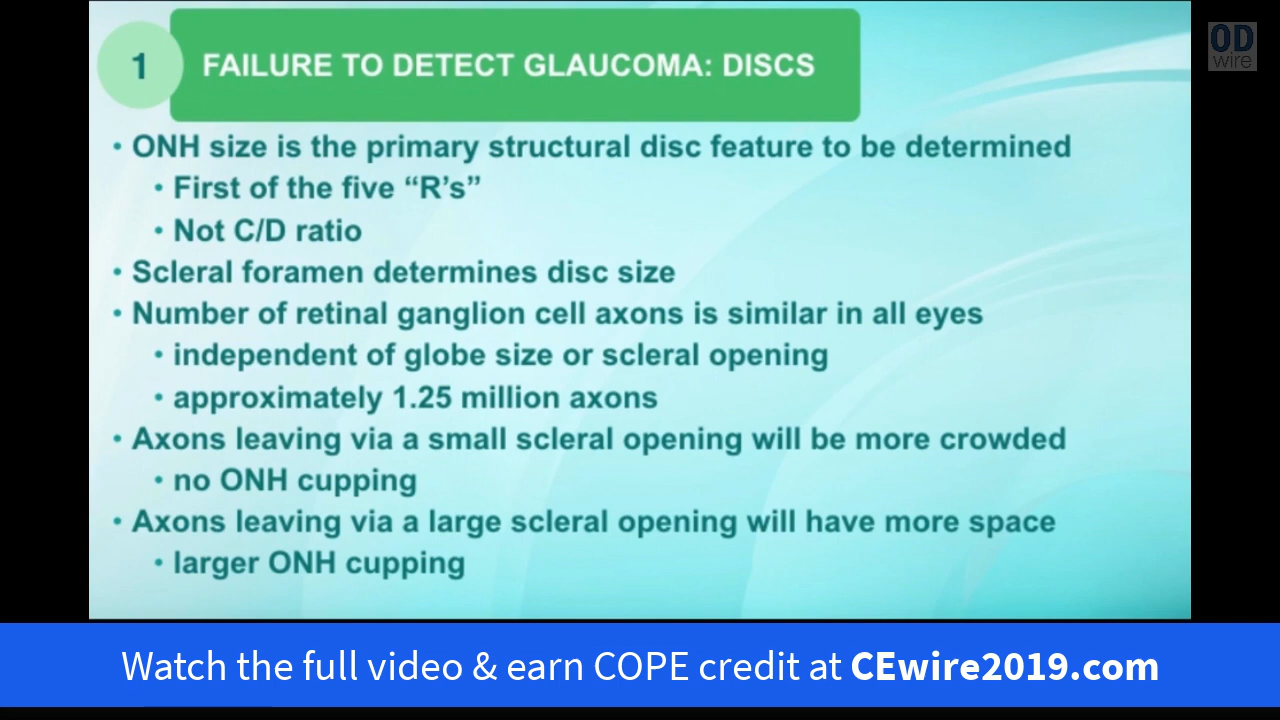 1
FAILURE TO DETECT GLAUCOMA: DISCS
OD
wire
• ONH size is the primary structural disc feature to be determined
• First of the five “R’s”
• Not C/D ratio
• Scleral foramen determines disc size
• Number of retinal ganglion cell axons is similar in all eyes
• independent of globe size or scleral opening
• approximately 1.25 million axons
• Axons leaving via a small scleral opening will be more crowded
• no ONH cupping
• Axons leaving via a large scleral opening will have more space
• larger ONH cupping
Watch the full video & earn COPE credit at CEwire2019.com